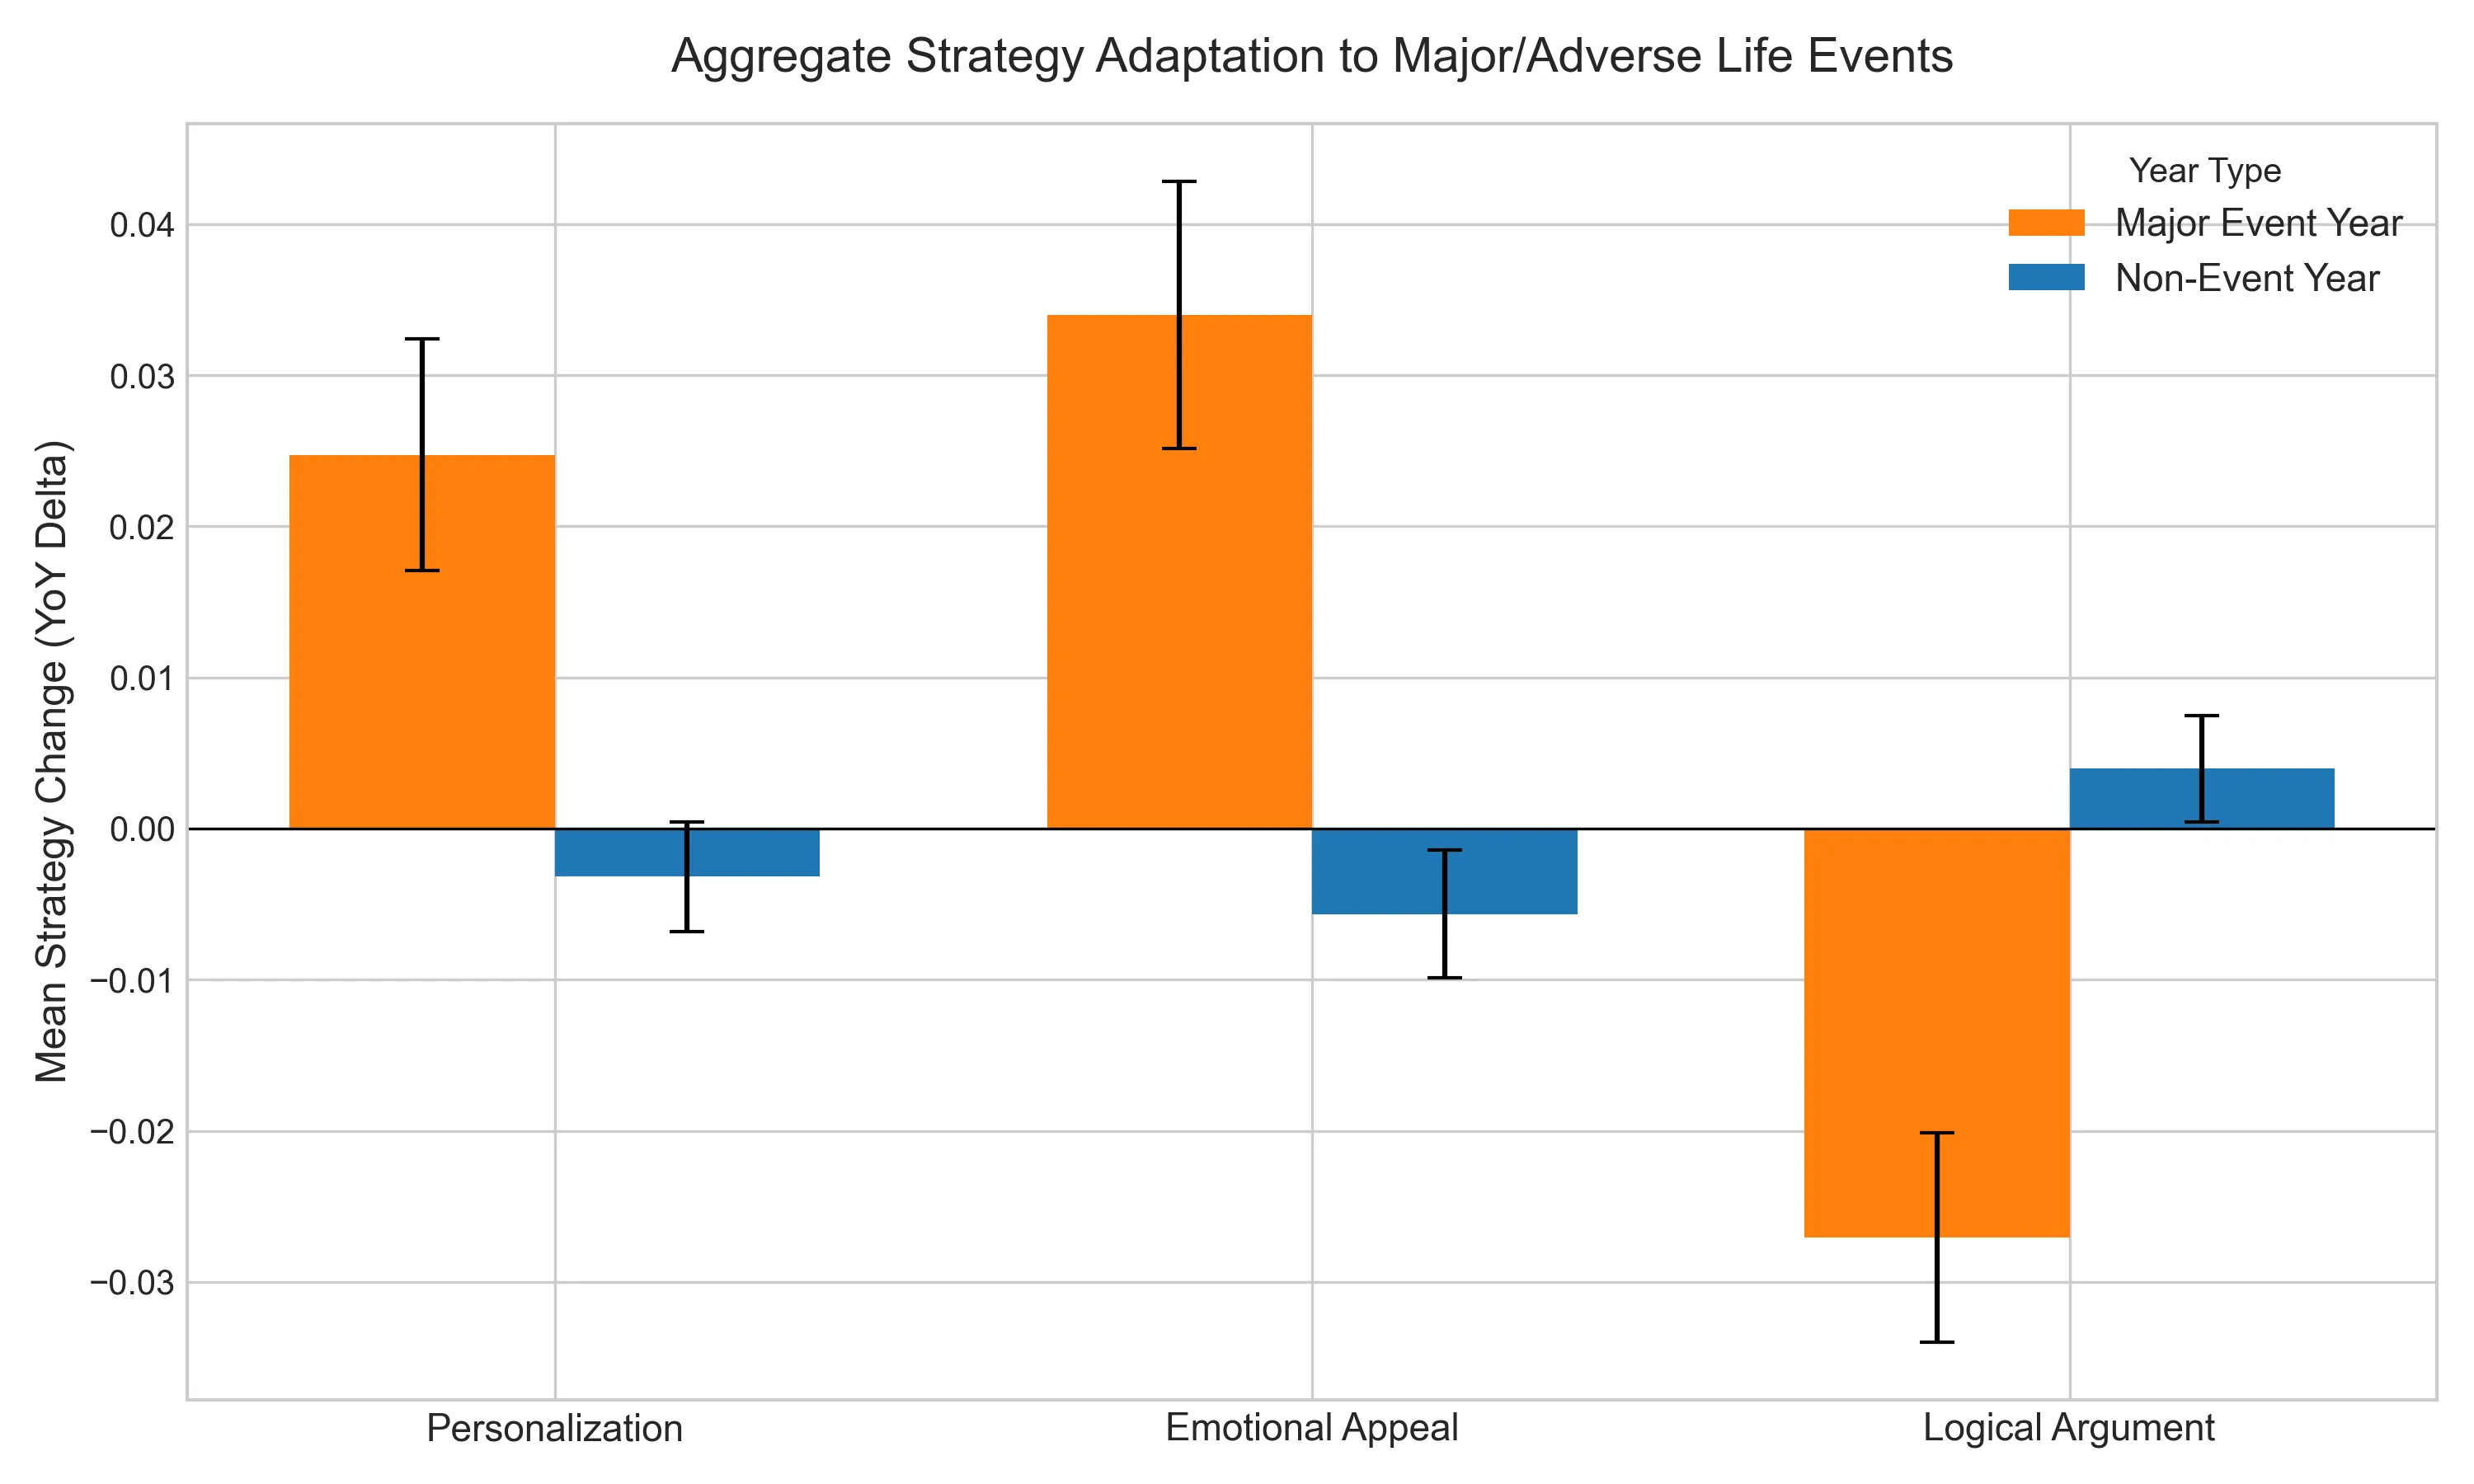 Aggregate Strategy Adaptation to Major/Adverse Life Events
Year Type
Major Event Year
Non-Event Year
Mean Strategy Change (YoY Delta)
0.04
0.03
0.02
0.01
0.00
−0.01
−0.02
−0.03
Personalization
Emotional Appeal
Logical Argument